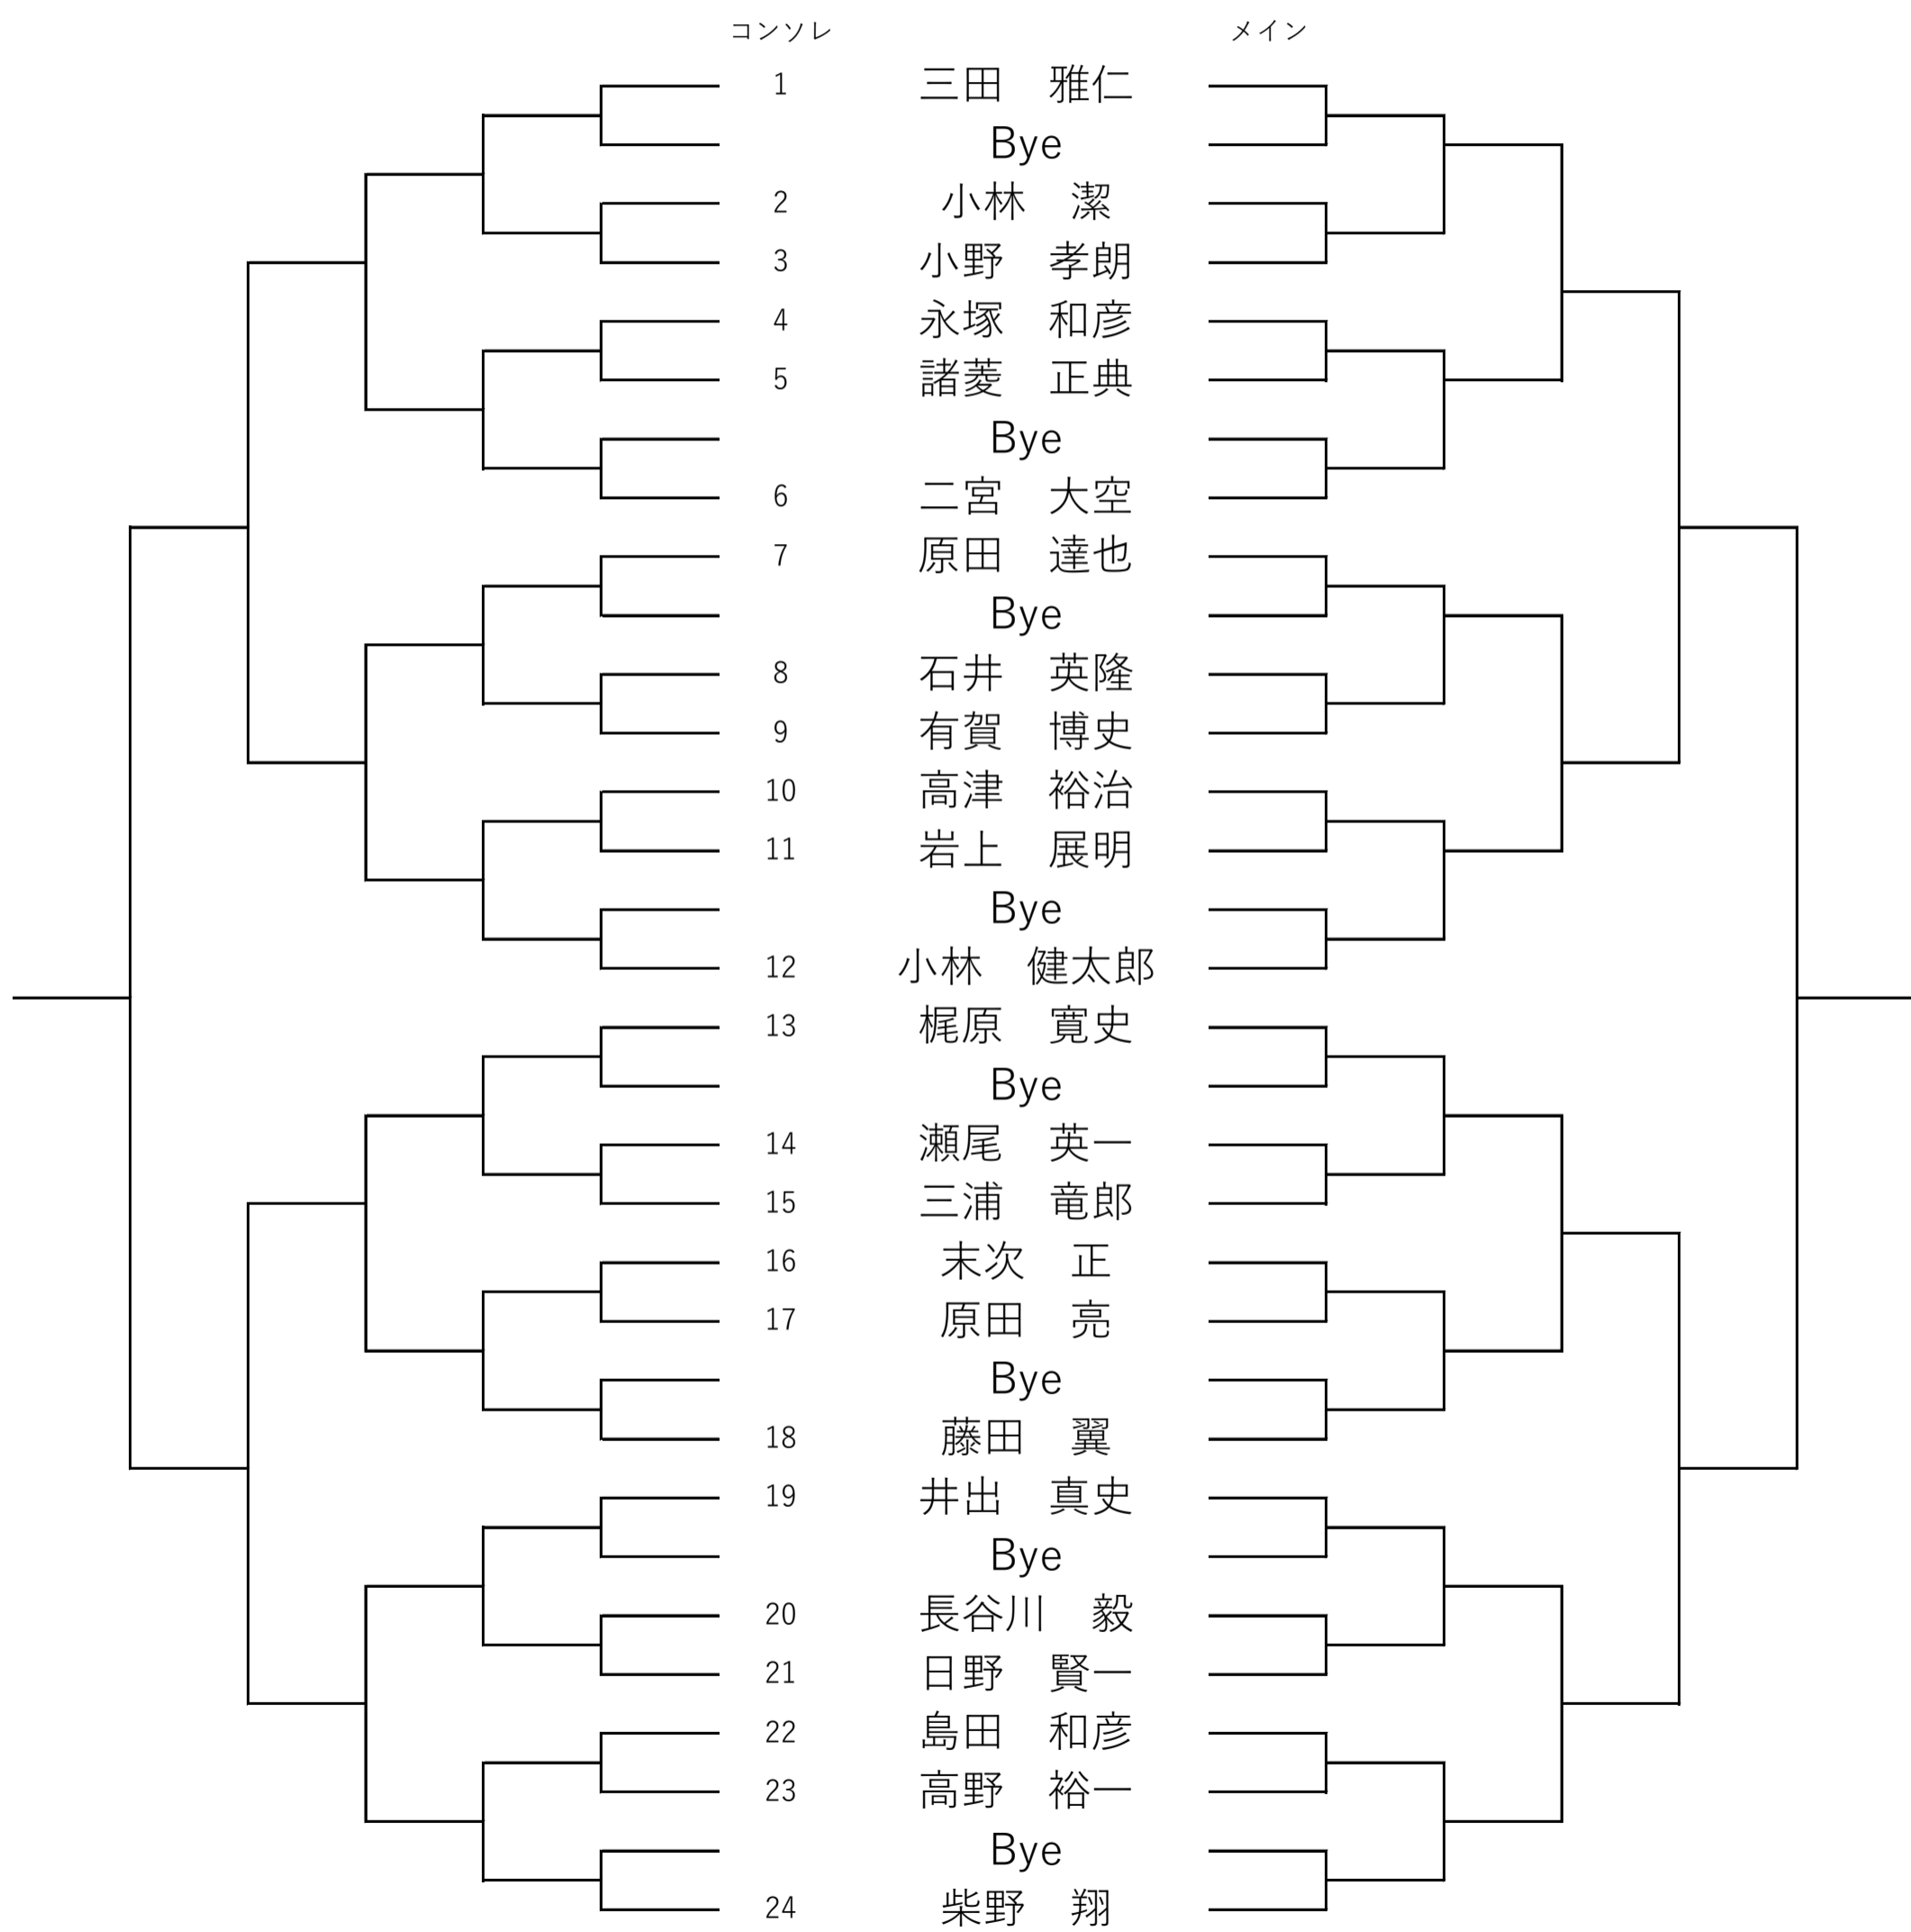 コンソレ メイン
1 三田 雅仁
Bye
2 小林 潔
3 小野 孝朗
4 永塚 和彦
5 諸菱 正典
Bye
6 二宮 大空
7 原田 達也
Bye
8 石井 英隆
9 有賀 博史
10 高津 裕治
11 岩上 展明
Bye
12 小林 健太郎
13 梶原 寛史
Bye
14 瀬尾 英一
15 三浦 竜郎
16 末次 正
17 原田 亮
Bye
18 藤田 翼
19 井出 真史
Bye
20 長谷川 毅
21 日野 賢一
22 島田 和彦
23 高野 裕一
Bye
24 柴野 翔